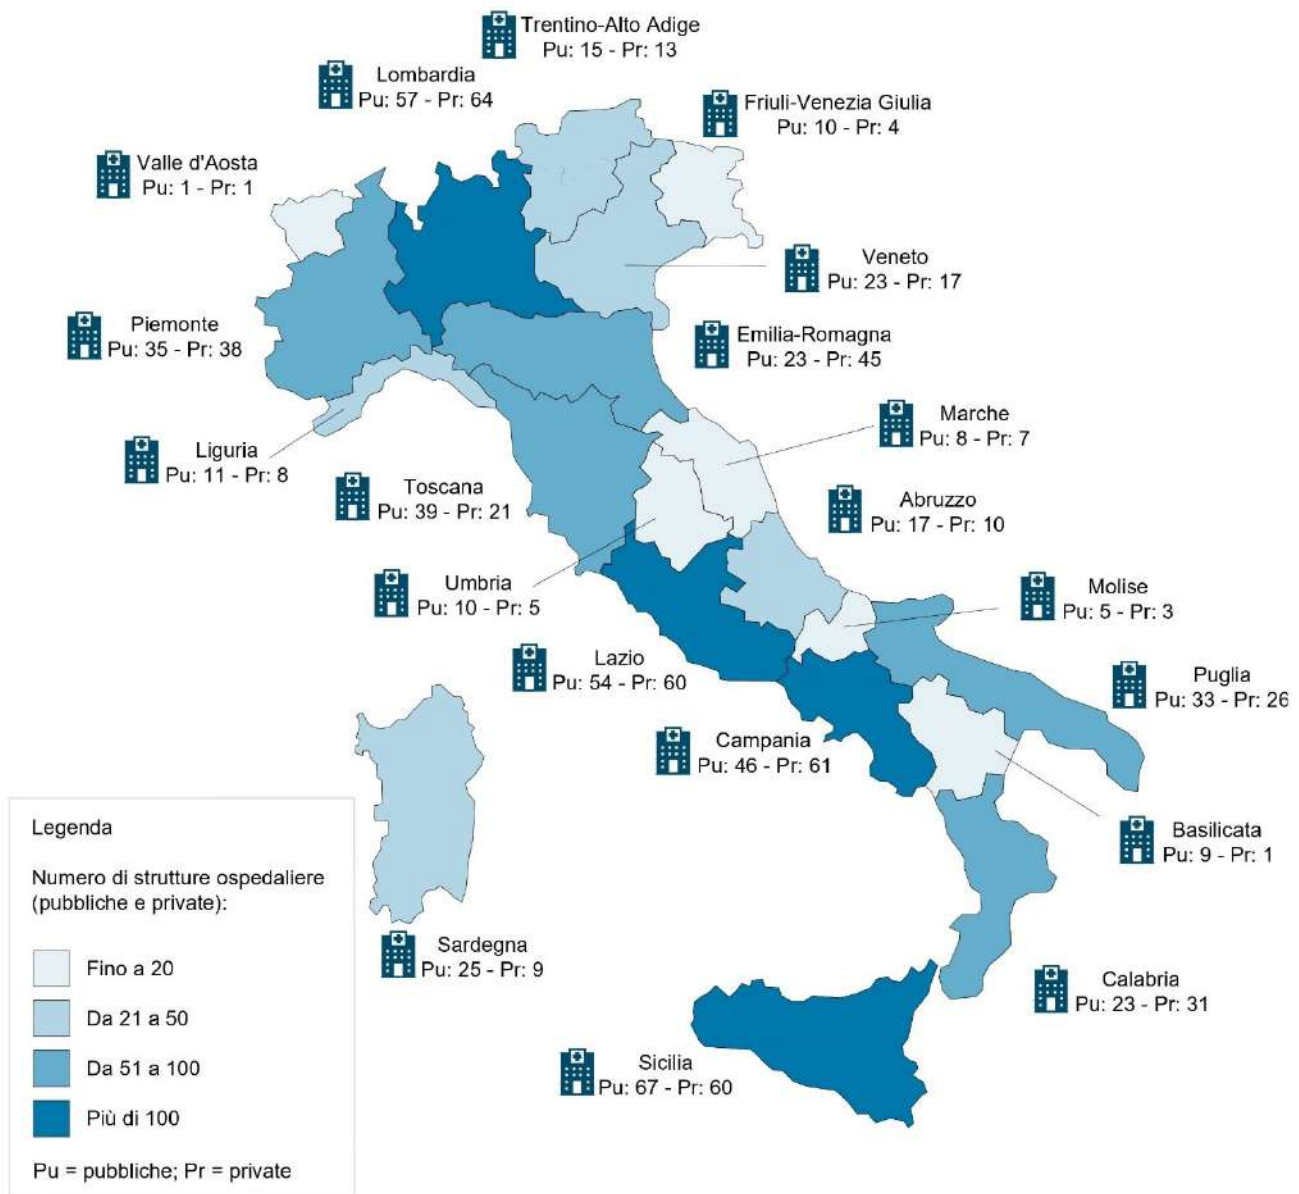 Trentino-Alto Adige
Pu: 15 - Pr: 13
Lombardia
Pu: 57 - Pr: 64
Friuli-Venezia Giulia
Pu: 10 - Pr: 4
Valle d'Aosta
Pu: 1 - Pr: 1
Veneto
Pu: 23 - Pr: 17
Piemonte
Pu: 35 - Pr: 38
Emilia-Romagna
Pu: 23 - Pr: 45
Marche
Pu: 8 - Pr: 7
Liguria
Pu: 11 - Pr: 8
Toscana
Pu: 39 - Pr: 21
Abruzzo
Pu: 17 - Pr: 10
Umbria
Pu: 10 - Pr: 5
Molise
Pu: 5 - Pr: 3
Lazio
Pu: 54 - Pr: 60
Puglia
Pu: 33 - Pr: 26
Campania
Pu: 46 - Pr: 61
Basilicata
Pu: 9 - Pr: 1
Sardegna
Pu: 25 - Pr: 9
Calabria
Pu: 23 - Pr: 31
Sicilia
Pu: 67 - Pr: 60
Legenda
Numero di strutture ospedaliere
(pubbliche e private):
Fino a 20
Da 21 a 50
Da 51 a 100
Più di 100
Pu = pubbliche; Pr = private